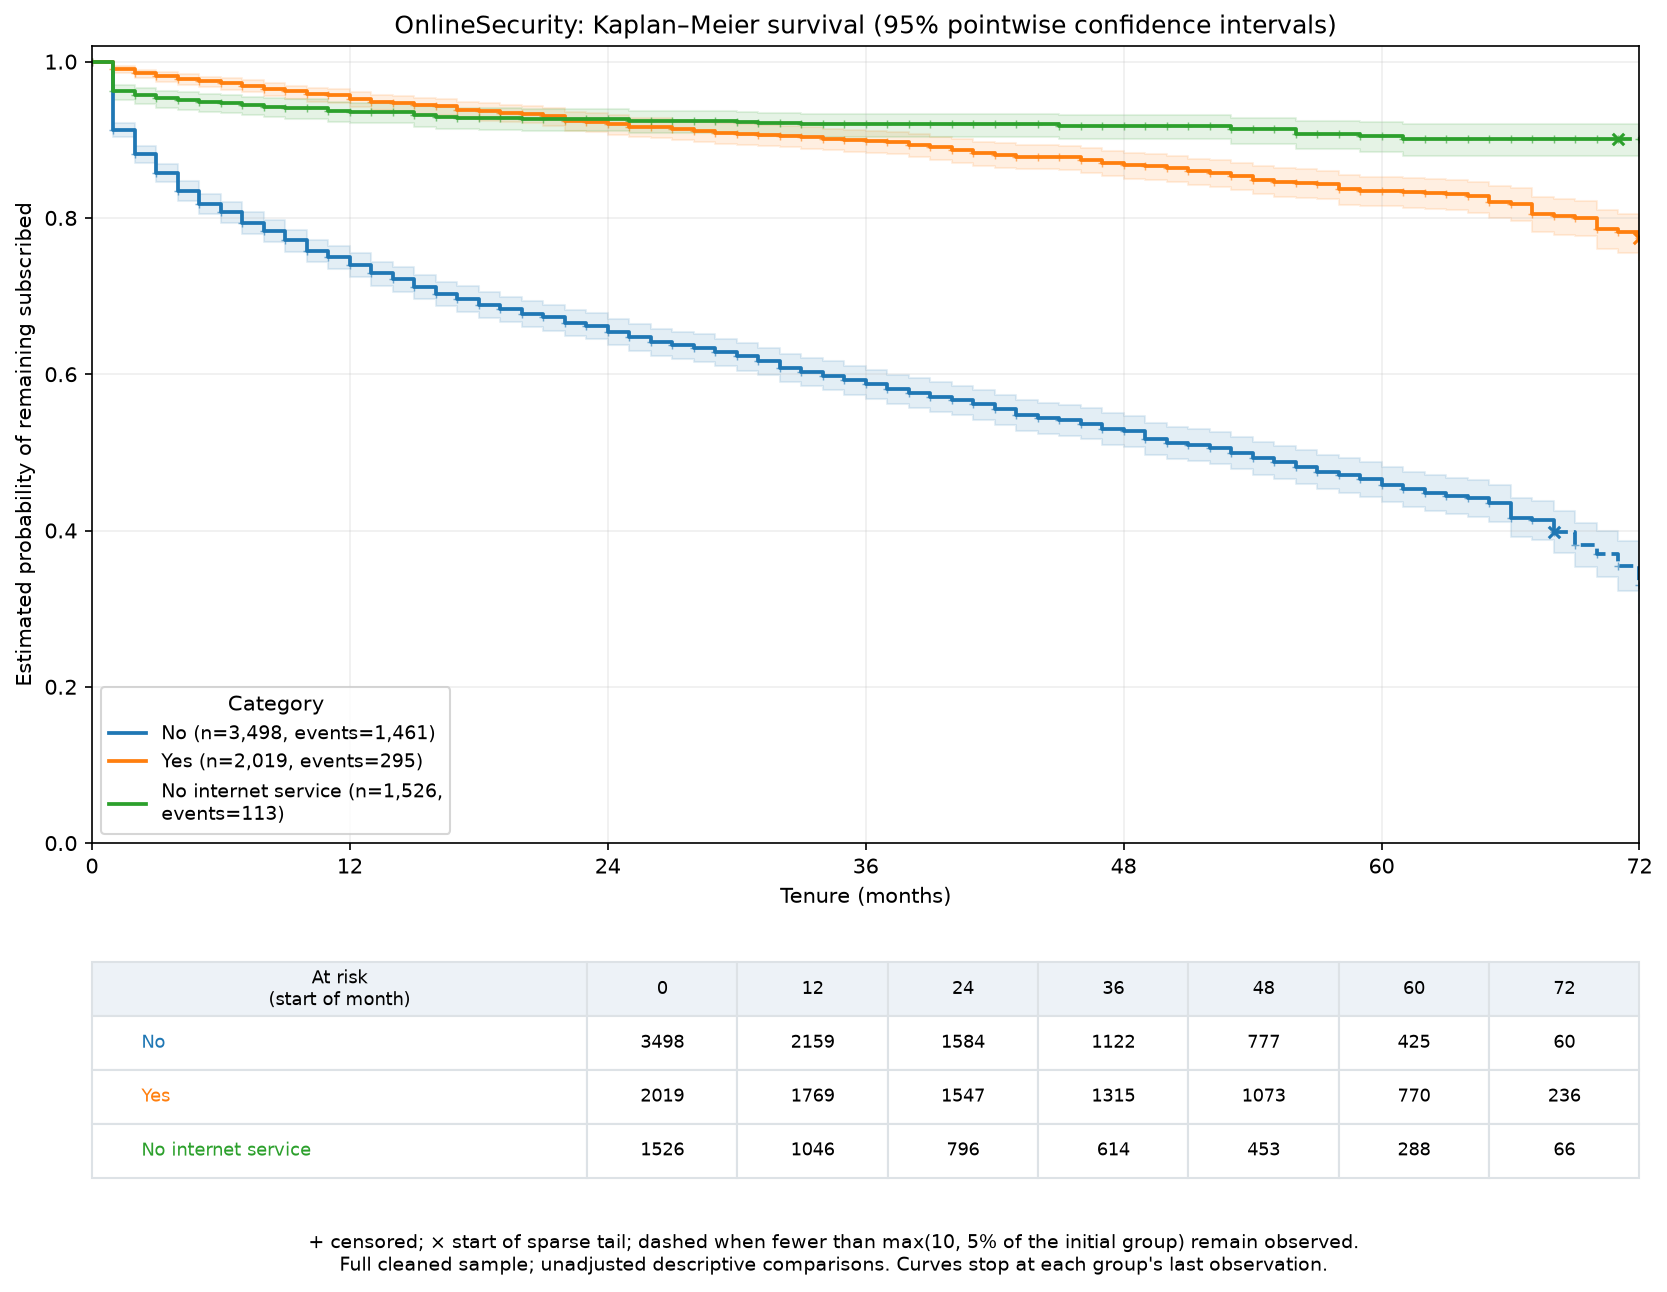 OnlineSecurity: Kaplan–Meier survival (95% pointwise confidence intervals)
Estimated probability of remaining subscribed
1.0
0.8
0.6
0.4
0.2
0.0
Category
No (n=3,498, events=1,461)
Yes (n=2,019, events=295)
No internet service (n=1,526,
events=113)
0 12 24 36 48 60 72
Tenure (months)
At risk
(start of month) 0 12 24 36 48 60 72
No 3498 2159 1584 1122 777 425 60
Yes 2019 1769 1547 1315 1073 770 236
No internet service 1526 1046 796 614 453 288 66
+ censored; × start of sparse tail; dashed when fewer than max(10, 5% of the initial group) remain observed.
Full cleaned sample; unadjusted descriptive comparisons. Curves stop at each group's last observation.